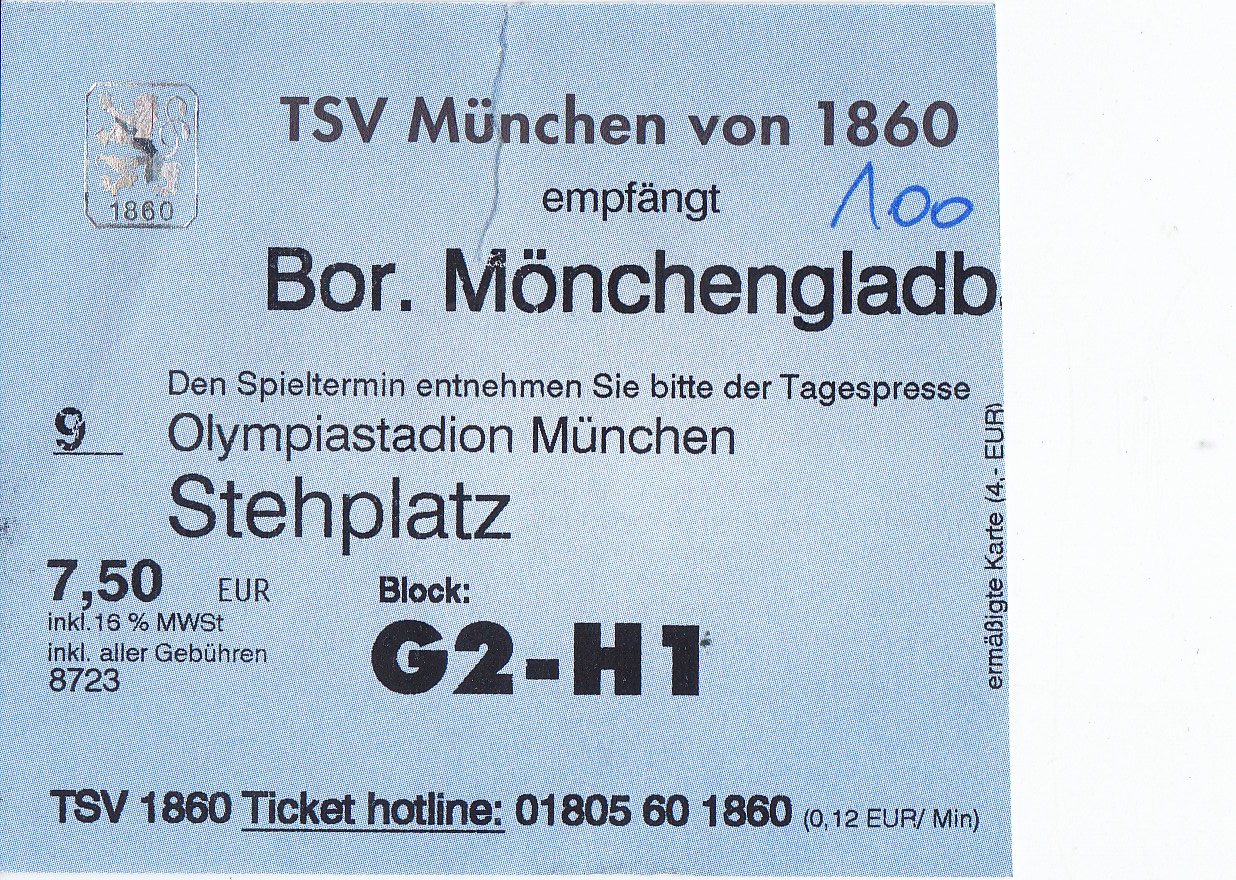 TSV München von 1860
1860
empfängt
100
Bor. Mönchengladb.
Den Spieltermin entnehmen Sie bitte der Tagespresse
9
Olympiastadion München
Stehplatz
7,50 EUR
inkl.16 % MWSt
inkl. aller Gebühren
8723
Block:
G2-H1
ermäßigte Karte (4,- EUR)
TSV 1860 Ticket hotline: 01805 60 1860 (0,12 EUR/ Min)